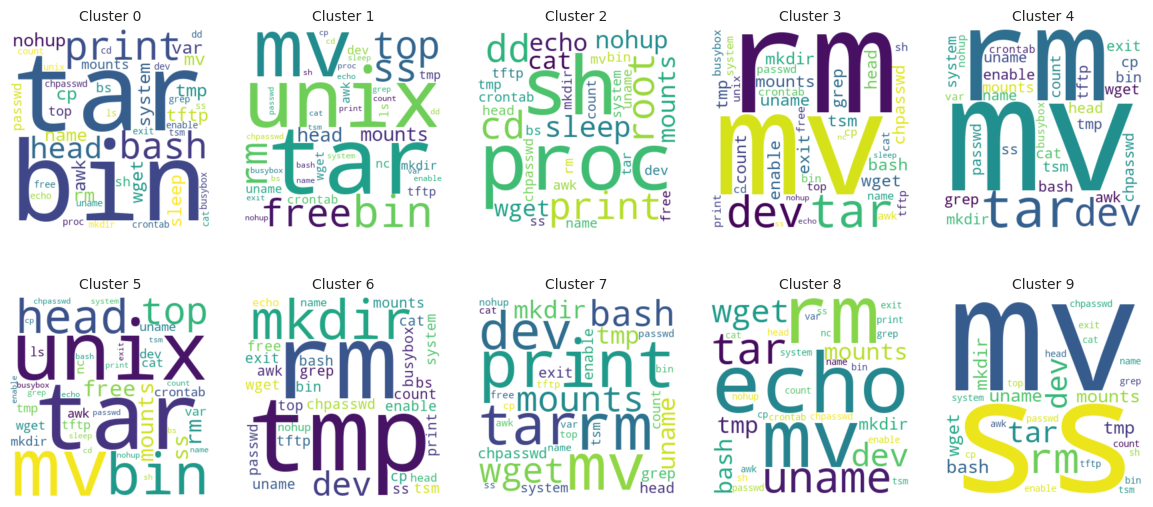 Cluster 0
nohup print dd
count cd var
unix dev mv
tar
chpasswd
passwd cp bs system grep tmp
top ls ss tftp
name exit enable tsm
head bash
awk
bin
free rm sh wget sleep busybox
echo uname cat
proc mkdir crontab
Cluster 1
mv cp cd dev sleep top
sh proc ss tmp
echo
unix
passwd awk count ls dd
print
chpasswd cat
tsm head mounts
rm tar
busybox bs name wget system nc mkdir
var
uname tftp enable
exit crontab
free bin
nohup grep
Cluster 2
dd echo nohup
cat mv bin
tftp sh mounts
tmp mkdir count system uname root
crontab
head
cd bs sleep
chpasswd rm tar dev
proc
awk
wget print free
ss name
Cluster 3
rm sh
busybox system mkdir
passwd grep head
tmp unix mounts
uname chpasswd
mv
free tsm
nc cp
count enable exit sleep cat
bash
cd bin wget
print dev top tar tftp
nohup
ss echo awk
Cluster 4
system nohup rm crontab exit
uname count
enable tftp cp
mounts bin
var name wget
mv
head
busybox tmp
passwd ss cat chpasswd
tsm
bash
grep awk
mkdir tar dev
Cluster 5
chpasswd system
head top
cp uname
unix tsm
ls nc bash exit dev
print cat
busybox
enable grep free count
echo crontab
tar
tmp awk passwd mounts var
wget tftp bs rm
mkdir sleep ss name
cd
mv nohup sh bin
Cluster 6
echo name mounts
mkdir cat
free rm busybox system
exit bash
awk grep
wget bin bs
count
top chpasswd enable
tmp
nohup print
passwd tftp
cp head
uname dev ss tsm
Cluster 7
nohup mkdir bash
cat
dev tmp passwd
enable
print
exit bin
tftp
free mounts
cp count
tar rm uname
awk var tsm
top
chpasswd name
wget mv grep
ss system head
Cluster 8
wget rm exit
ss
var print
cat head nc grep
tar mounts
system name
bin
echo
count
cp crontab chpasswd
tmp mv mkdir
enable
bash dev
awk
sh uname
passwd tsm
Cluster 9
mv chpasswd
exit
cat
mkdir head dev name
top grep
system uname mounts
ss
wget awk passwd tmp
tar
cp count
bash rm tftp
enable tsm